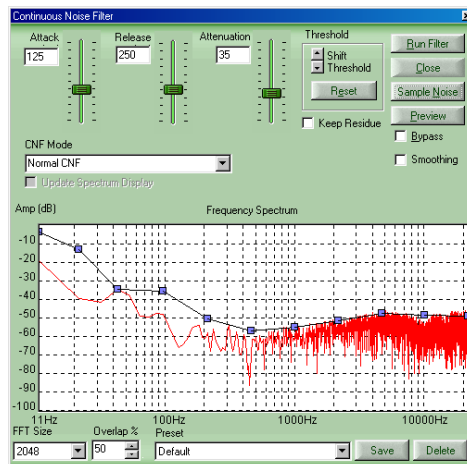 Continuous Noise Filter
Attack Release Attenuation Threshold
125 250 35
Shift
Threshold
Reset
Keep Residue
Run Filter
Close
Sample Noise
Preview
Bypass
Smoothing
CNF Mode
Normal CNF
Update Spectrum Display
Amp (dB) Frequency Spectrum
-10
-20
-30
-40
-50
-60
-70
-80
-90
-100
11Hz 100Hz 1000Hz 10000Hz
FFT Size Overlap % Preset
2048 50 Default Save Delete